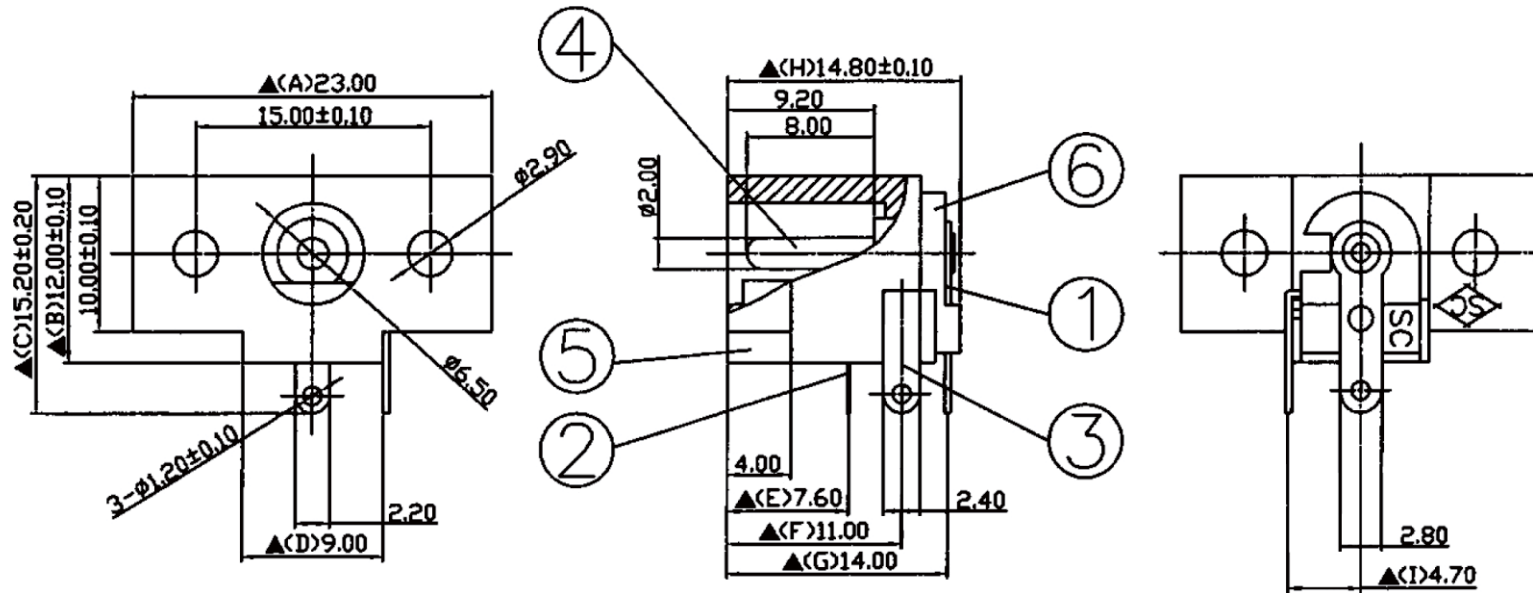 ▲(A)23.00
15.00±0.10
ø2.90
▲(C)15.20±0.20
▲(B)12.00±0.10
10.00±0.10
ø6.50
3-ø1.20±0.10
2.20
▲(D)9.00
④
▲(H)14.80±0.10
9.20
8.00
ø2.00
⑥
①
⑤
②
③
4.00
▲(E)7.60
2.40
▲(F)11.00
▲(G)14.00
SC
SC
2.80
▲(I)4.70